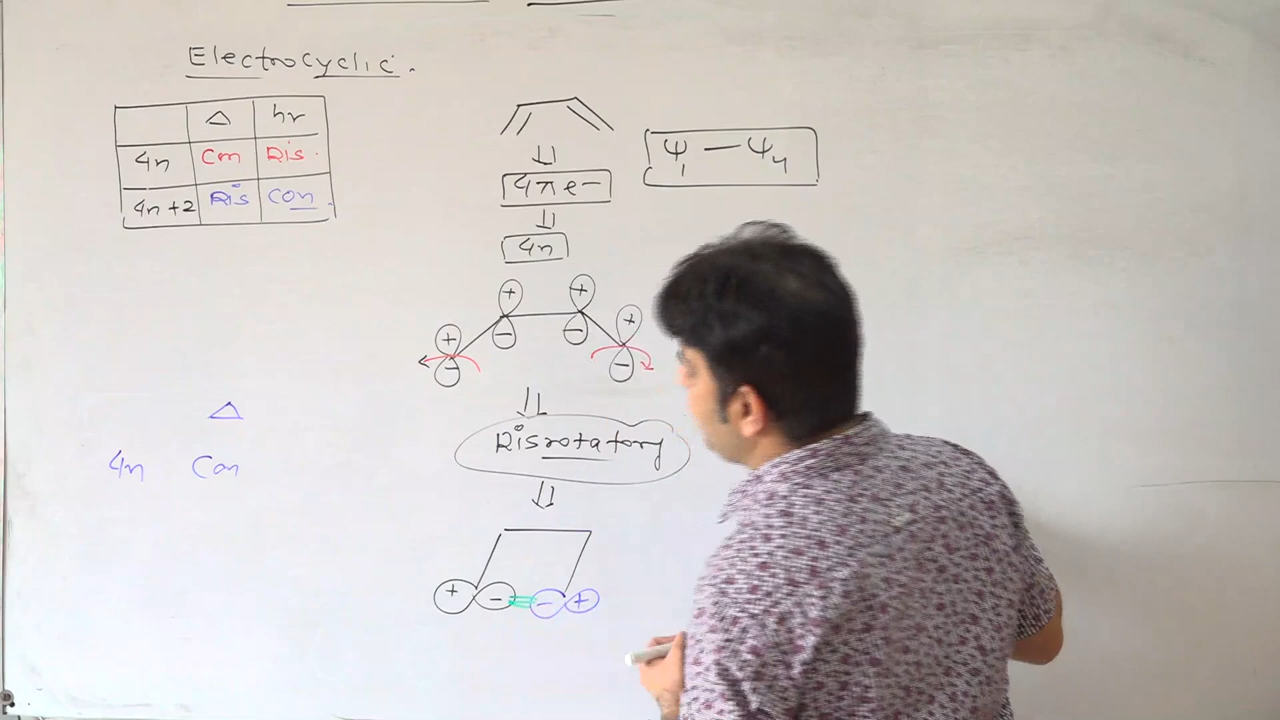 Electrocyclic.
Δ hν
4n Con Dis.
4n+2 Dis Con.
4πe-
4n
ψ1 — ψ4
+ + + +
- - - -
Disrotatory
Δ
4n Con
+ - - +